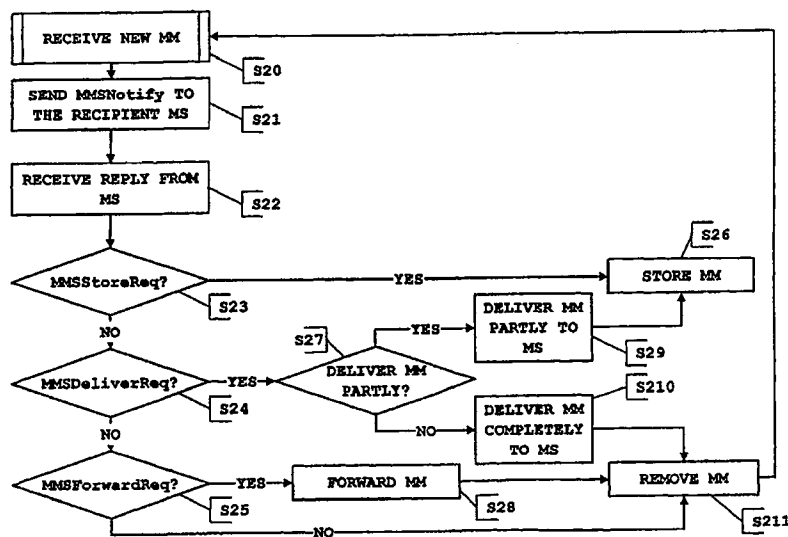 RECEIVE NEW MM
S20
SEND MMSNotify TO
THE RECIPIENT MS
S21
RECEIVE REPLY FROM
MS
S22
MMSStoreReq?
S23
YES
STORE MM
S26
NO
MMSDeliverReq?
S24
YES
S27
DELIVER MM
PARTLY?
YES
DELIVER MM
PARTLY TO
MS
S29
NO
DELIVER MM
COMPLETELY
TO MS
S210
NO
MMSForwardReq?
S25
YES
FORWARD MM
S28
REMOVE MM
S211
NO